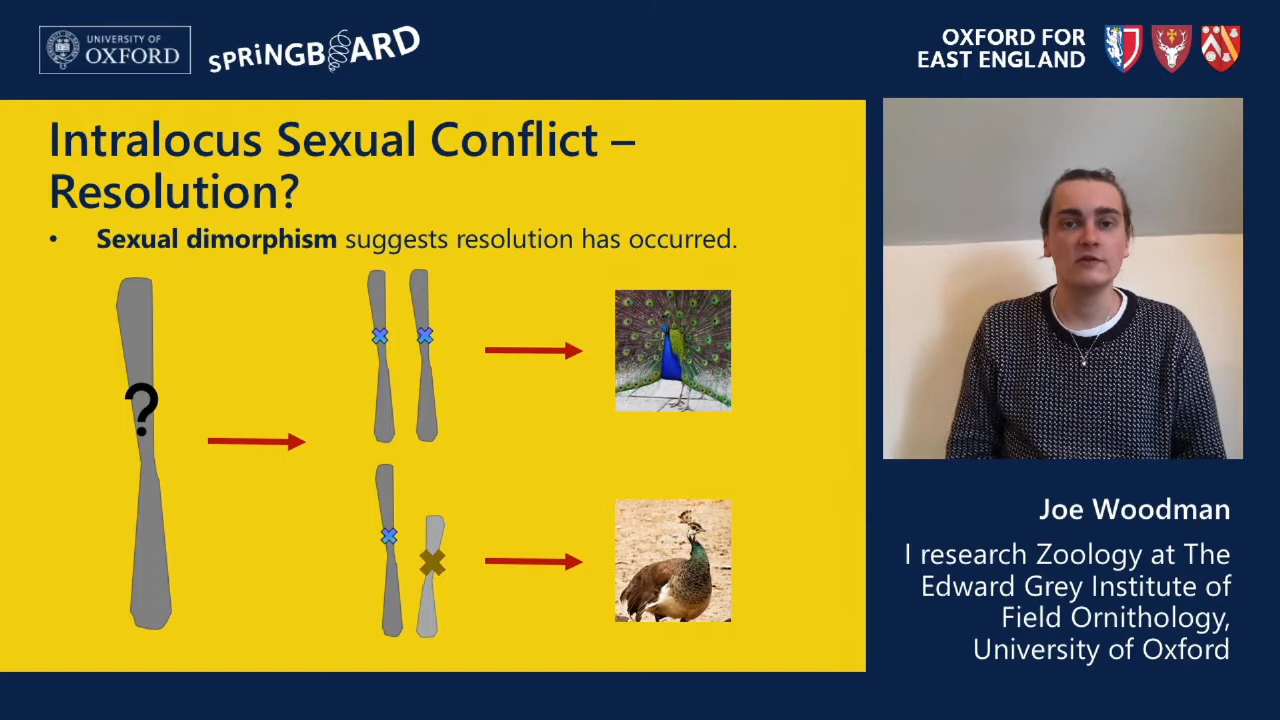 UNIVERSITY OF
OXFORD
SPRiNGBOARD
OXFORD FOR
EAST ENGLAND
Intralocus Sexual Conflict –
Resolution?
• Sexual dimorphism suggests resolution has occurred.
?
Joe Woodman
I research Zoology at The
Edward Grey Institute of
Field Ornithology,
University of Oxford